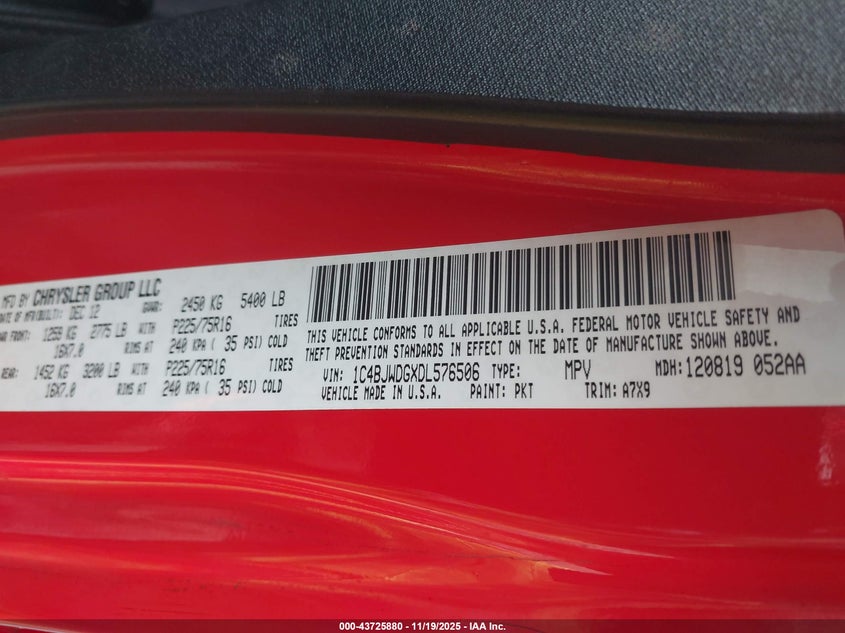 MFD BY CHRYSLER GROUP LLC
DATE OF MFR(BUILT): DEC 12 GVWR: 2450 KG 5400 LB
FRONT: 1259 KG 2775 LB WITH P225/75R16 TIRES
16X7.0 RIMS AT 240 KPA ( 35 PSI) COLD
REAR: 1452 KG 3200 LB WITH P225/75R16 TIRES
16X7.0 RIMS AT 240 KPA ( 35 PSI) COLD
THIS VEHICLE CONFORMS TO ALL APPLICABLE U.S.A. FEDERAL MOTOR VEHICLE SAFETY AND
THEFT PREVENTION STANDARDS IN EFFECT ON THE DATE OF MANUFACTURE SHOWN ABOVE.
VIN: 1C4BJWDGXDL576506 TYPE: MPV MDH: 120819 052AA
VEHICLE MADE IN U.S.A. PAINT: PKT TRIM: A7X9
000-43725880 - 11/19/2025 - IAA Inc.